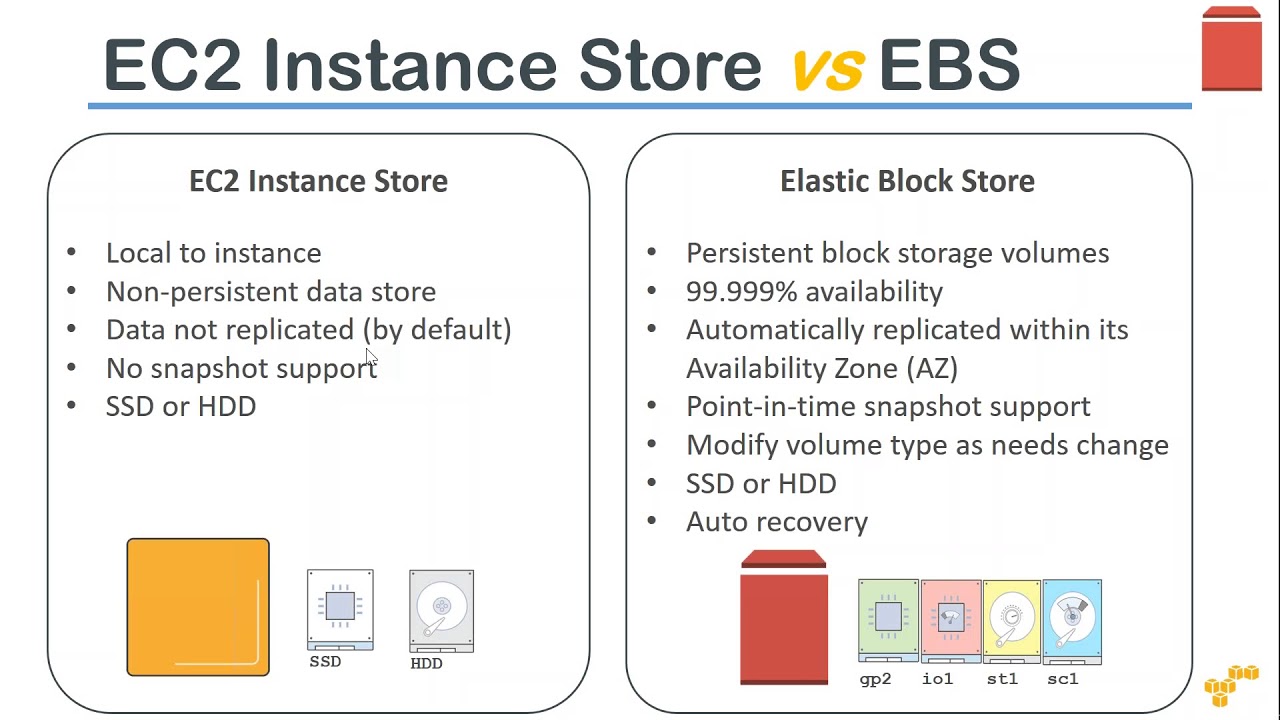 EC2 Instance Store vs EBS
EC2 Instance Store
• Local to instance
• Non-persistent data store
• Data not replicated (by default)
• No snapshot support
• SSD or HDD
SSD
HDD
Elastic Block Store
• Persistent block storage volumes
• 99.999% availability
• Automatically replicated within its
Availability Zone (AZ)
• Point-in-time snapshot support
• Modify volume type as needs change
• SSD or HDD
• Auto recovery
gp2 io1 st1 sc1